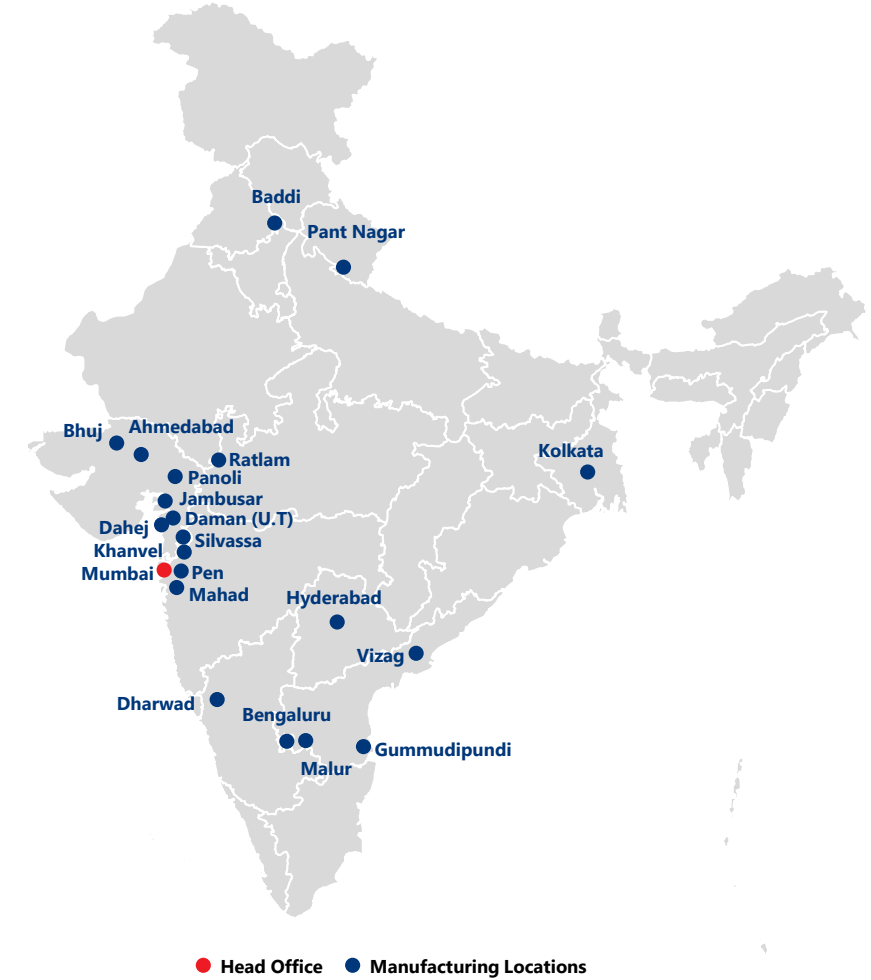 Baddi
Pant Nagar
Bhuj
Ahmedabad
Ratlam
Kolkata
Panoli
Jambusar
Daman (U.T)
Dahej
Silvassa
Khanvel
Mumbai
Pen
Mahad
Hyderabad
Vizag
Dharwad
Bengaluru
Gummudipundi
Malur
Head Office
Manufacturing Locations